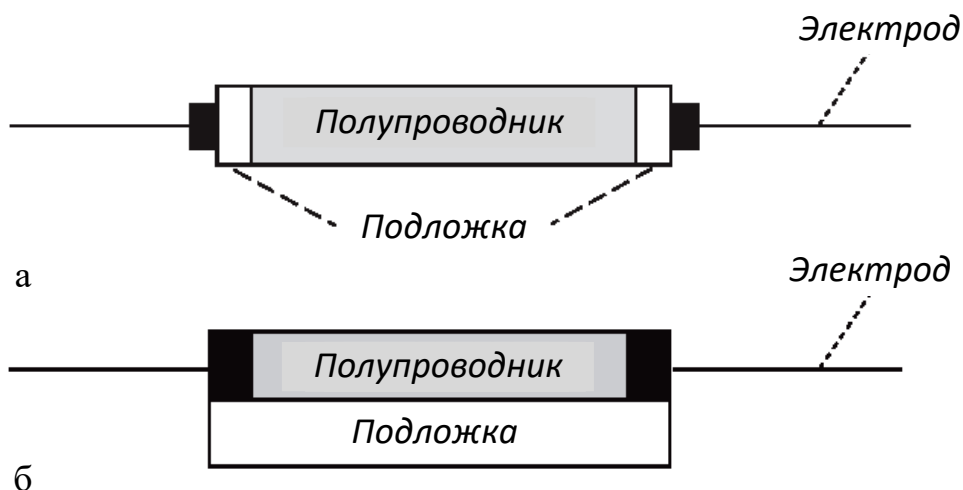 Электрод
Полупроводник
Подложка
а
Электрод
Полупроводник
Подложка
б